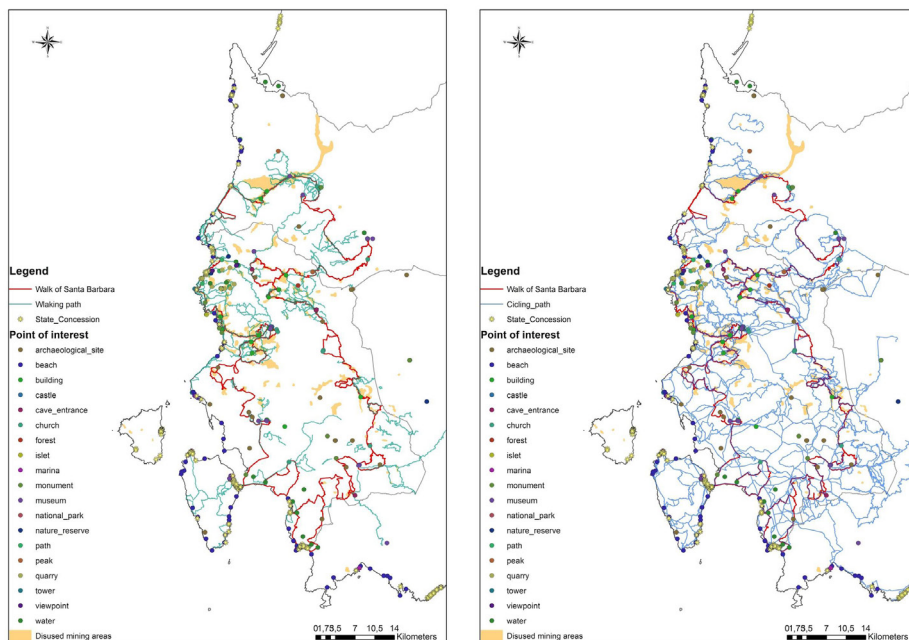 Legend
Walk of Santa Barbara
Wlaking path
State_Concession
Point of interest
archaeological_site
beach
building
castle
cave_entrance
church
forest
islet
marina
monument
museum
national_park
nature_reserve
path
peak
quarry
tower
viewpoint
water
Disused mining areas
01,753,5 7 10,5 14
Kilometers
Legend
Walk of Santa Barbara
Cicling_path
State_Concession
Point of interest
archaeological_site
beach
building
castle
cave_entrance
church
forest
islet
marina
monument
museum
national_park
nature_reserve
path
peak
quarry
tower
viewpoint
water
Disused mining areas
01,753,5 7 10,5 14
Kilometers